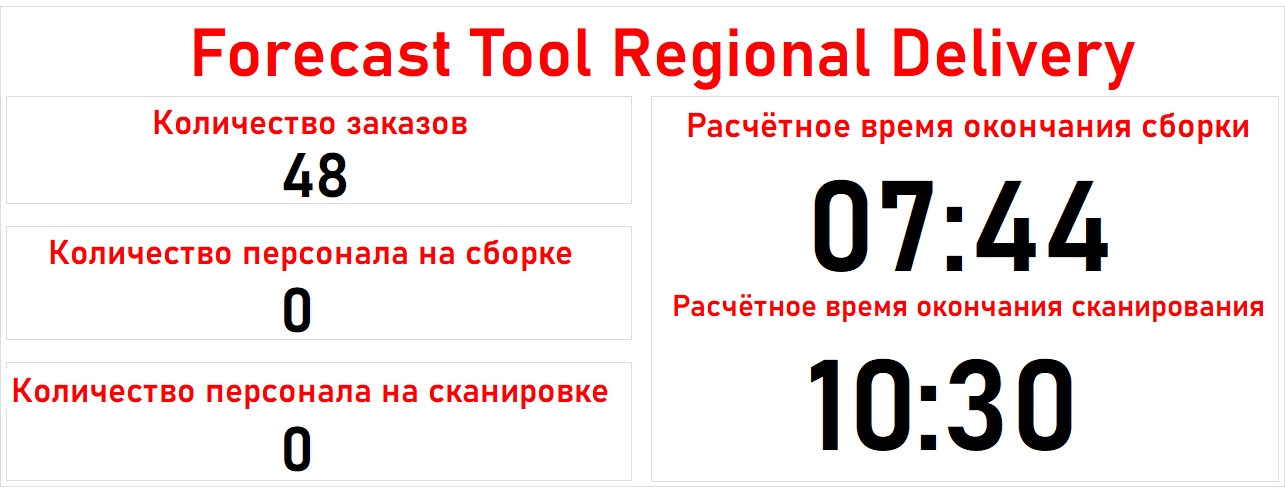 Forecast Tool Regional Delivery
Количество заказов
48
Количество персонала на сборке
0
Количество персонала на сканировке
0
Расчётное время окончания сборки
07:44
Расчётное время окончания сканирования
10:30